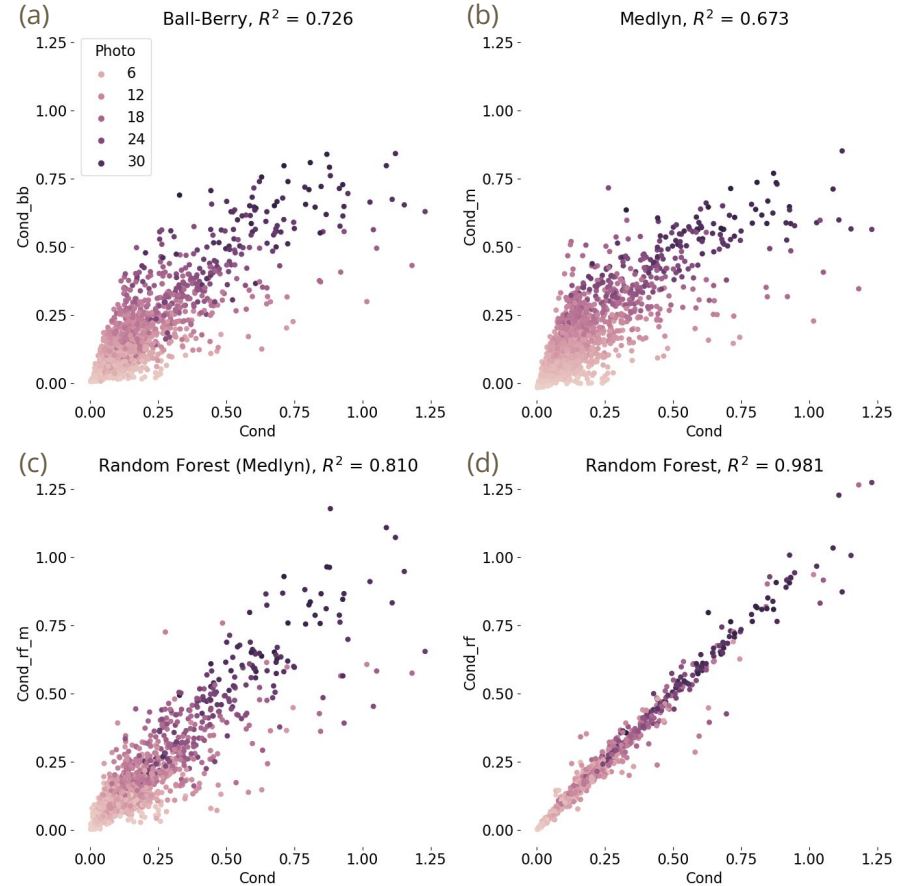 (a)
Ball-Berry, R² = 0.726
1.25
1.00
0.75
0.50
0.25
0.00
Cond_bb
Photo
6
12
18
24
30
0.00 0.25 0.50 0.75 1.00 1.25
Cond
(b)
Medlyn, R² = 0.673
1.25
1.00
0.75
0.50
0.25
0.00
Cond_m
0.00 0.25 0.50 0.75 1.00 1.25
Cond
(c)
Random Forest (Medlyn), R² = 0.810
1.25
1.00
0.75
0.50
0.25
0.00
Cond_rf_m
0.00 0.25 0.50 0.75 1.00 1.25
Cond
(d)
Random Forest, R² = 0.981
1.25
1.00
0.75
0.50
0.25
0.00
Cond_rf
0.00 0.25 0.50 0.75 1.00 1.25
Cond